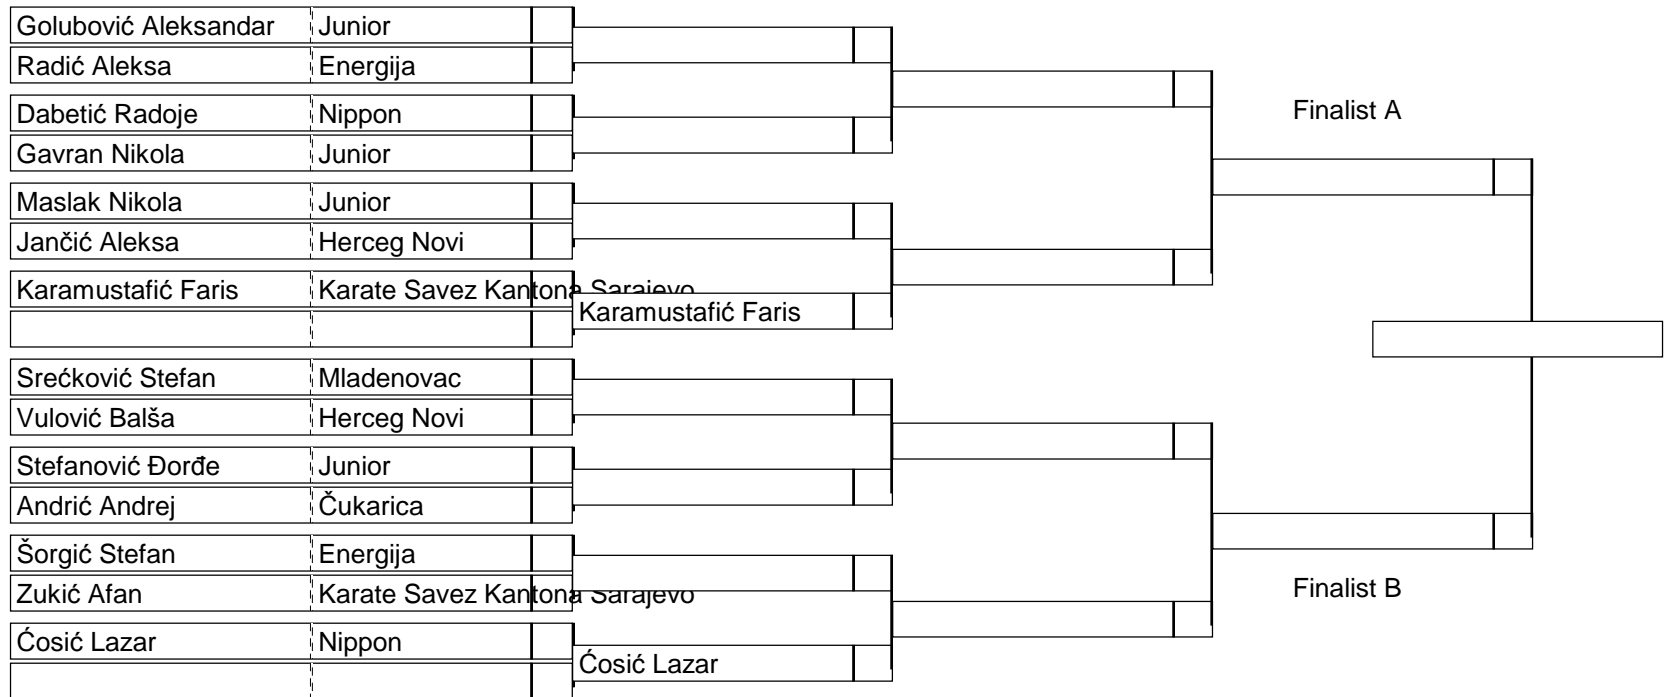 Golubović Aleksandar Junior
Radić Aleksa Energija
Dabetić Radoje Nippon
Finalist A
Gavran Nikola Junior
Maslak Nikola Junior
Jančić Aleksa Herceg Novi
Karamustafić Faris Karate Savez Kantona Sarajevo
Karamustafić Faris
Srećković Stefan Mladenovac
Vulović Balša Herceg Novi
Stefanović Đorđe Junior
Andrić Andrej Čukarica
Šorgić Stefan Energija
Zukić Afan Karate Savez Kantona Sarajevo
Finalist B
Ćosić Lazar Nippon
Ćosić Lazar